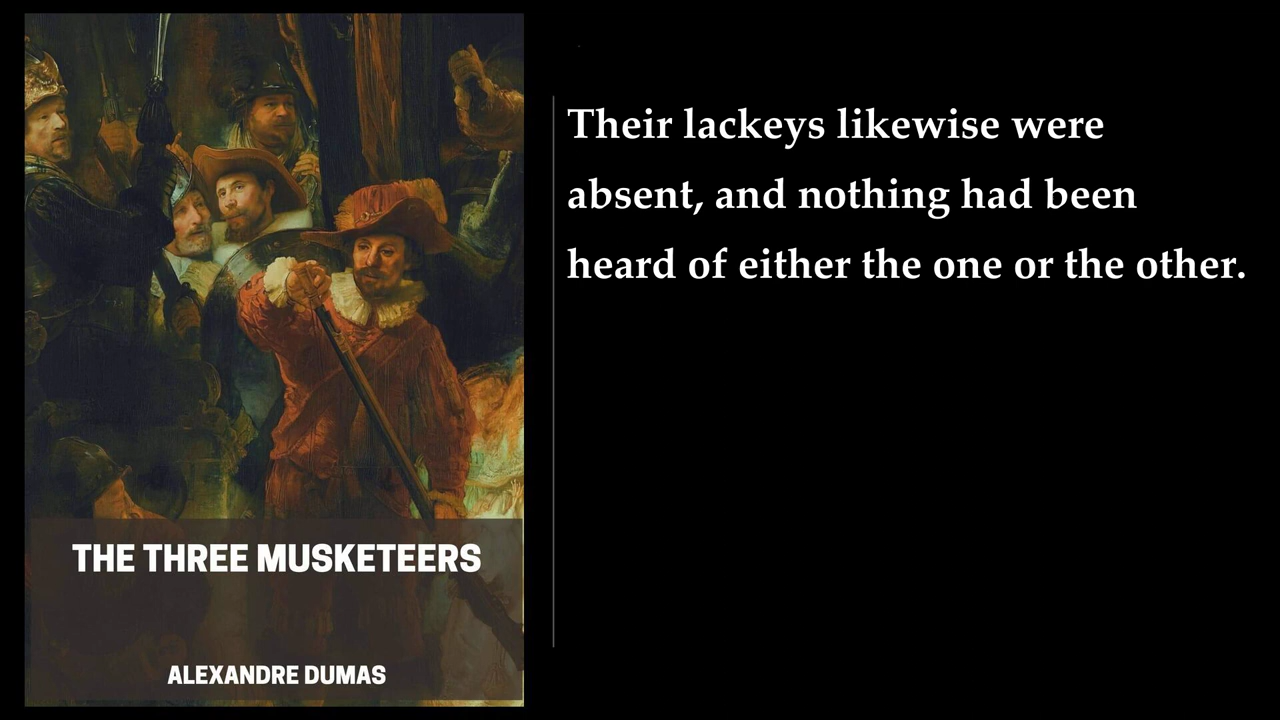 THE THREE MUSKETEERS
ALEXANDRE DUMAS
Their lackeys likewise were
absent, and nothing had been
heard of either the one or the other.